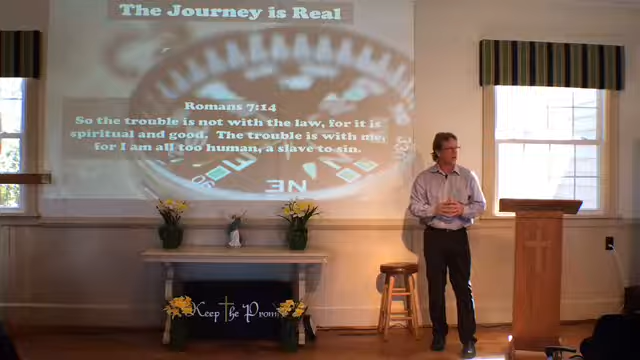 The Journey is Real
Romans 7:14
So the trouble is not with the law, for it is
spiritual and good. The trouble is with me,
for I am all too human, a slave to sin.
NE
Keep The